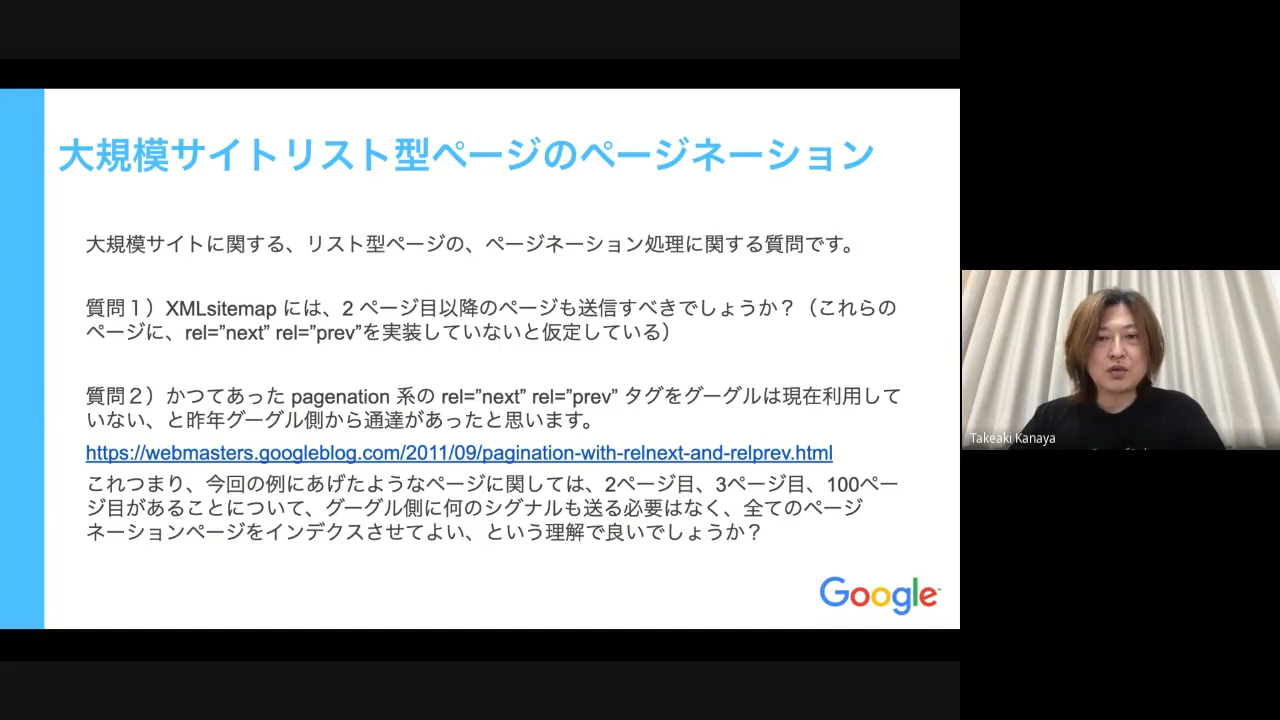 大規模サイトリスト型ページのページネーション
大規模サイトに関する、リスト型ページの、ページネーション処理に関する質問です。
質問１）XMLsitemap には、2 ページ目以降のページも送信すべきでしょうか？（これらの
ページに、rel=”next” rel=”prev”を実装していないと仮定している）
質問２）かつてあった pagenation 系の rel=”next” rel=”prev” タグをグーグルは現在利用して
いない、と昨年グーグル側から通達があったと思います。
https://webmasters.googleblog.com/2011/09/pagination-with-relnext-and-relprev.html
これつまり、今回の例にあげたようなページに関しては、2ページ目、3ページ目、100ペー
ジ目があることについて、グーグル側に何のシグナルも送る必要はなく、全てのページ
ネーションページをインデクスさせてよい、という理解で良いでしょうか？
Google
Takeaki Kanaya